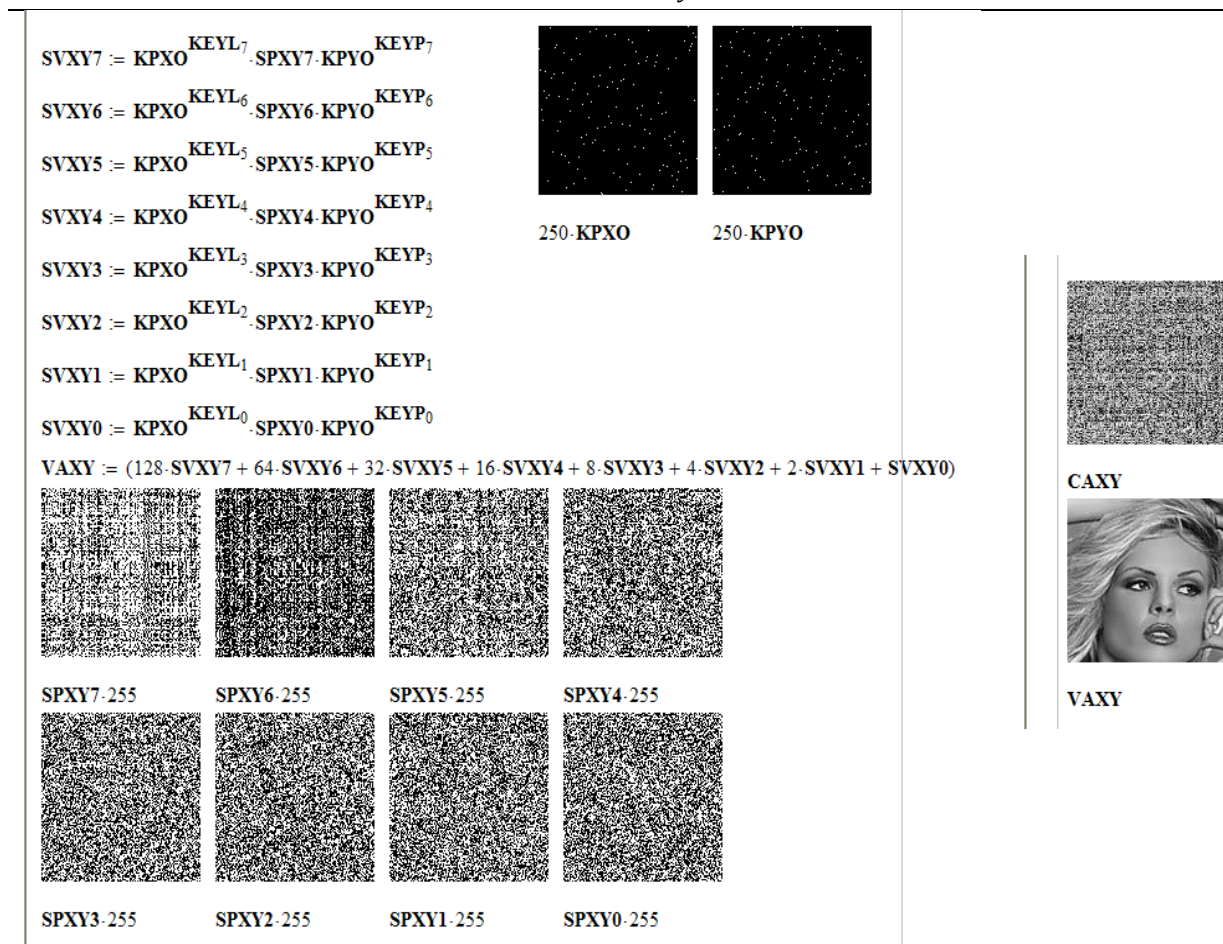 SVXY7 := KPXO^KEYL₇·SPXY7·KPYO^KEYP₇
SVXY6 := KPXO^KEYL₆·SPXY6·KPYO^KEYP₆
SVXY5 := KPXO^KEYL₅·SPXY5·KPYO^KEYP₅
SVXY4 := KPXO^KEYL₄·SPXY4·KPYO^KEYP₄
SVXY3 := KPXO^KEYL₃·SPXY3·KPYO^KEYP₃
SVXY2 := KPXO^KEYL₂·SPXY2·KPYO^KEYP₂
SVXY1 := KPXO^KEYL₁·SPXY1·KPYO^KEYP₁
SVXY0 := KPXO^KEYL₀·SPXY0·KPYO^KEYP₀
VAXY := (128·SVXY7 + 64·SVXY6 + 32·SVXY5 + 16·SVXY4 + 8·SVXY3 + 4·SVXY2 + 2·SVXY1 + SVXY0)
250·KPXO 250·KPYO
SPXY7·255 SPXY6·255 SPXY5·255 SPXY4·255
SPXY3·255 SPXY2·255 SPXY1·255 SPXY0·255
CAXY
VAXY